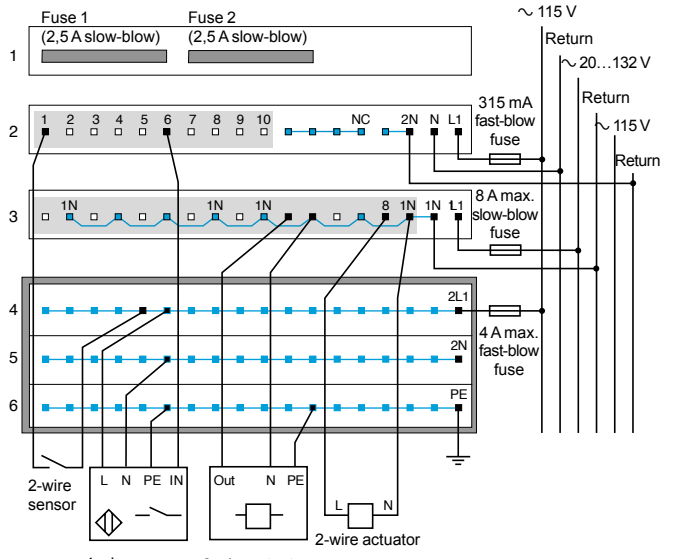 Fuse 1
(2,5 A slow-blow)
Fuse 2
(2,5 A slow-blow)
∼ 115 V
Return
∼ 20…132 V
Return
∼ 115 V
Return
1
2
1 2 3 4 5 6 7 8 9 10 NC 2N N L1
315 mA
fast-blow
fuse
3
1N 1N 1N 8 1N 1N L1
8 A max.
slow-blow
fuse
4
2L1
4 A max.
fast-blow
fuse
5
2N
6
PE
2-wire
sensor
L N PE IN
Out N PE
L N
2-wire actuator